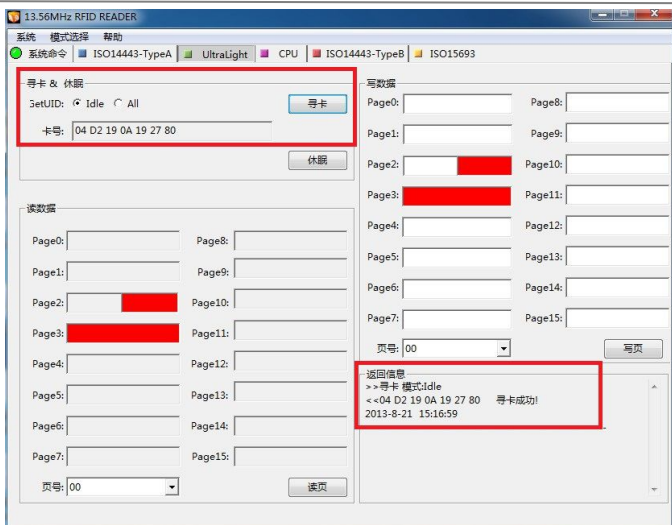 13.56MHz RFID READER
系统 模式选择 帮助
系统命令 ISO14443-TypeA UltraLight CPU ISO14443-TypeB ISO15693
寻卡 & 休眠
GetUID: Idle All 寻卡
卡号: 04 D2 19 0A 19 27 80
休眠
读数据
Page0: Page8:
Page1: Page9:
Page2: Page10:
Page3: Page11:
Page4: Page12:
Page5: Page13:
Page6: Page14:
Page7: Page15:
页号: 00 读页
写数据
Page0: Page8:
Page1: Page9:
Page2: Page10:
Page3: Page11:
Page4: Page12:
Page5: Page13:
Page6: Page14:
Page7: Page15:
页号: 00 写页
返回信息
>>寻卡 模式:Idle
<<04 D2 19 0A 19 27 80 寻卡成功!
2013-8-21 15:16:59